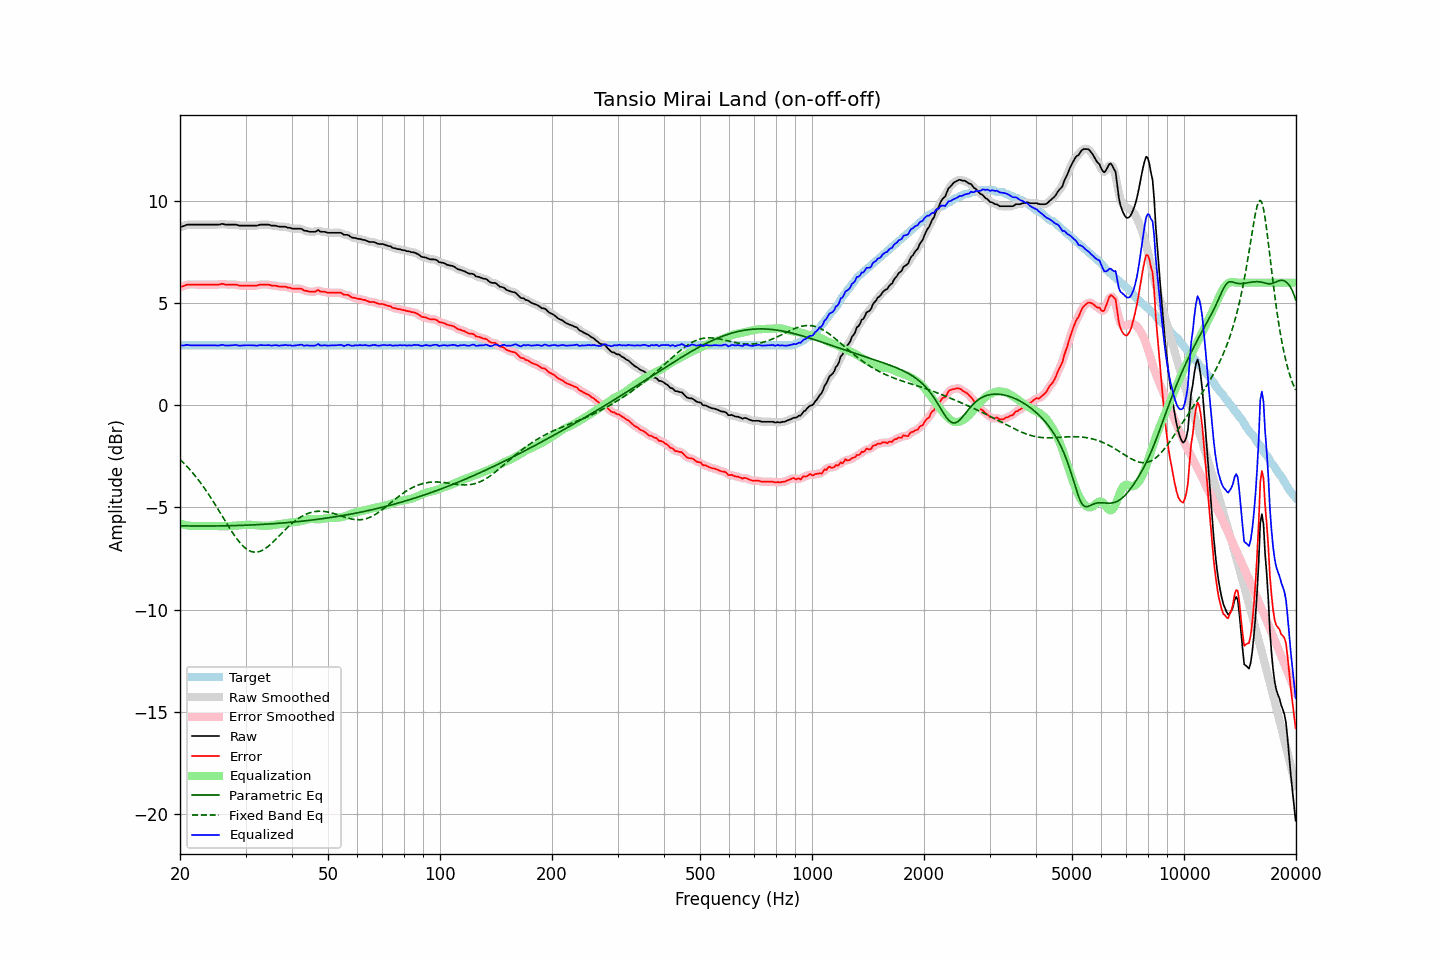 Tansio Mirai Land (on-off-off)
Amplitude (dBr)
10
5
0
−5
−10
−15
−20
Target
Raw Smoothed
Error Smoothed
Raw
Error
Equalization
Parametric Eq
Fixed Band Eq
Equalized
20 50 100 200 500 1000 2000 5000 10000 20000
Frequency (Hz)